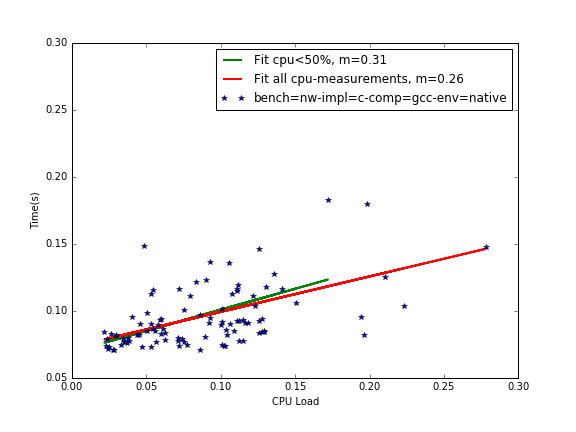 0.30
0.25
0.20
0.15
0.10
0.05
Time(s)
Fit cpu<50%, m=0.31
Fit all cpu-measurements, m=0.26
bench=nw-impl=c-comp=gcc-env=native
0.00 0.05 0.10 0.15 0.20 0.25 0.30
CPU Load